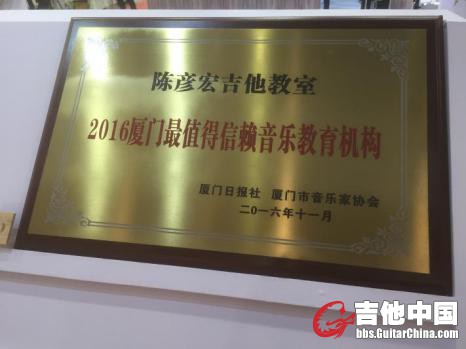 陈彦宏吉他教室
2016厦门最值得信赖音乐教育机构
厦门日报社 厦门市音乐家协会
二O一六年十一月
吉他中国
bbs.GuitarChina.com